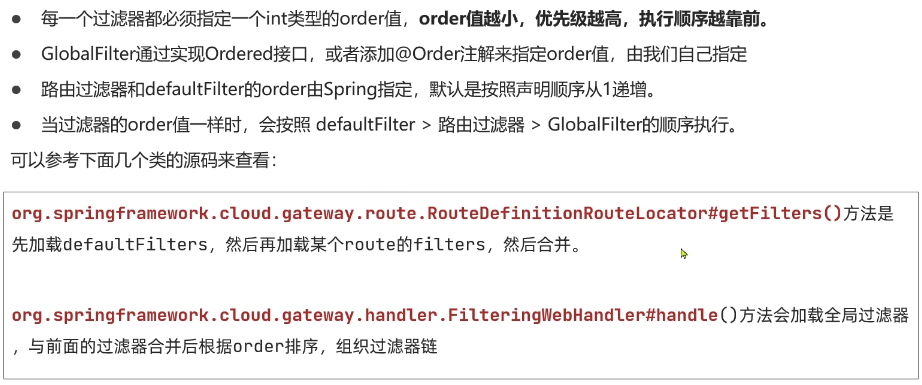 ● 每一个过滤器都必须指定一个int类型的order值，order值越小，优先级越高，执行顺序越靠前。
● GlobalFilter通过实现Ordered接口，或者添加@Order注解来指定order值，由我们自己指定
● 路由过滤器和defaultFilter的order由Spring指定，默认是按照声明顺序从1递增。
● 当过滤器的order值一样时，会按照 defaultFilter > 路由过滤器 > GlobalFilter的顺序执行。
可以参考下面几个类的源码来查看：
org.springframework.cloud.gateway.route.RouteDefinitionRouteLocator#getFilters()方法是
先加载defaultFilters，然后再加载某个route的filters，然后合并。
org.springframework.cloud.gateway.handler.FilteringWebHandler#handle()方法会加载全局过滤器
，与前面的过滤器合并后根据order排序，组织过滤器链